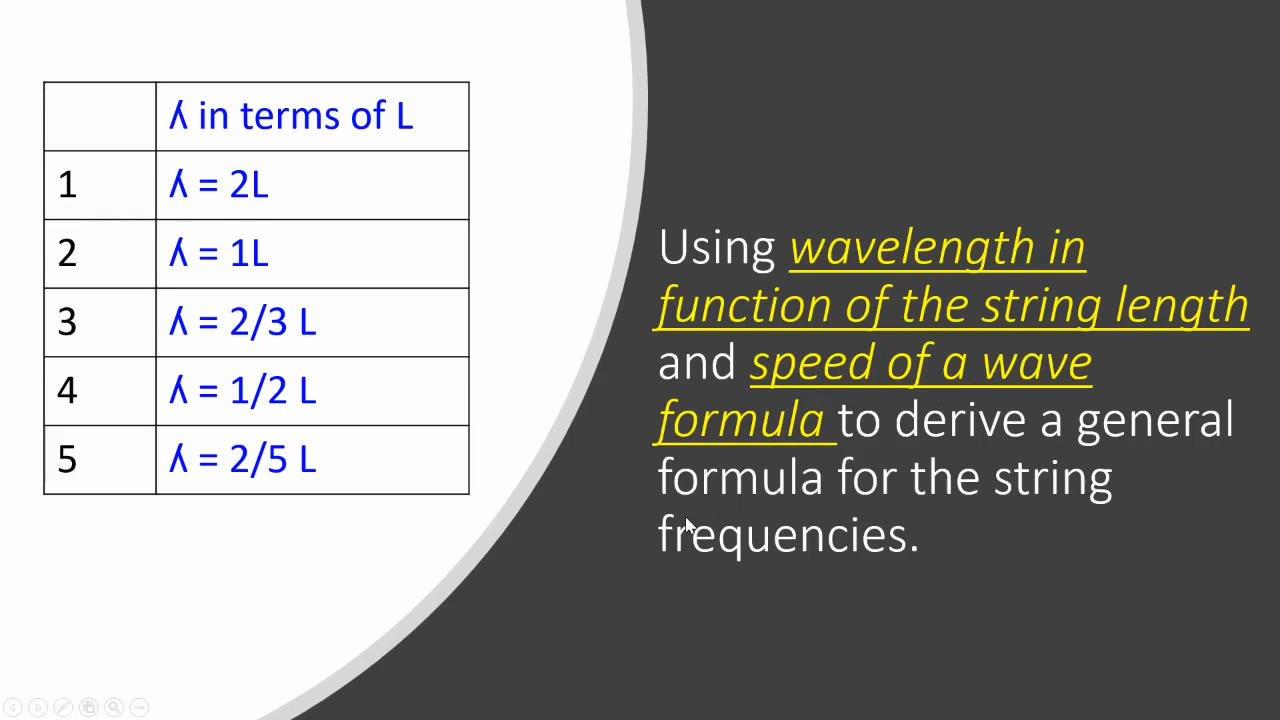 ʎ in terms of L
1 ʎ = 2L
2 ʎ = 1L
3 ʎ = 2/3 L
4 ʎ = 1/2 L
5 ʎ = 2/5 L
Using wavelength in
function of the string length
and speed of a wave
formula to derive a general
formula for the string
frequencies.